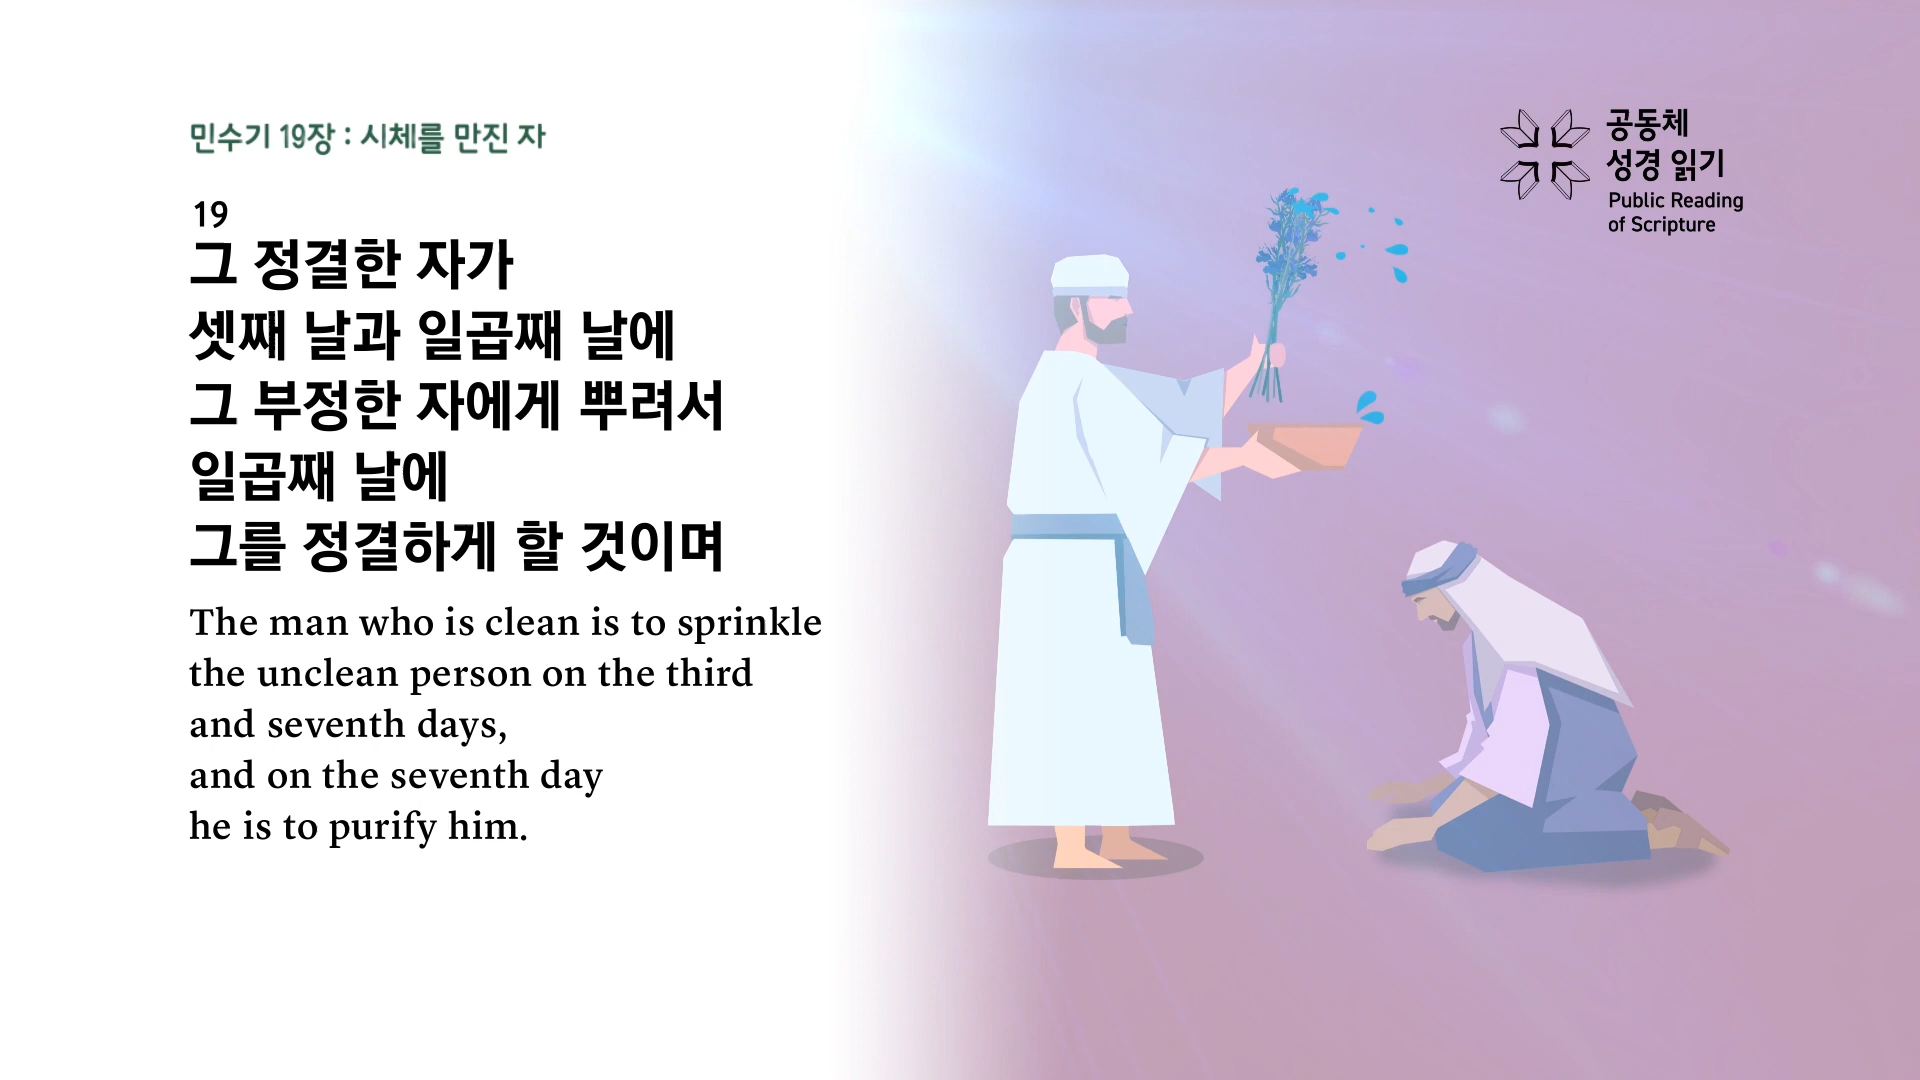 민수기 19장 : 시체를 만진 자
19
그 정결한 자가
셋째 날과 일곱째 날에
그 부정한 자에게 뿌려서
일곱째 날에
그를 정결하게 할 것이며
The man who is clean is to sprinkle
the unclean person on the third
and seventh days,
and on the seventh day
he is to purify him.
공동체
성경 읽기
Public Reading
of Scripture